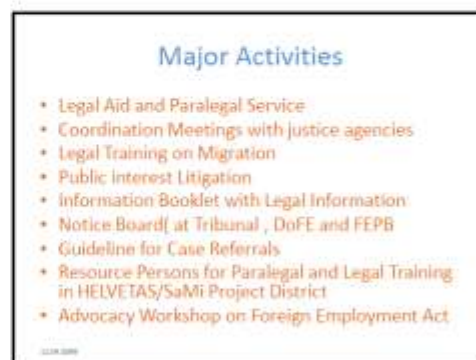 Major Activities
• Legal Aid and Paralegal Service
• Coordination Meetings with justice agencies
• Legal Training on Migration
• Public Interest Litigation
• Information Booklet with Legal Information
• Notice Board( at Tribunal , DoFE and FEPB
• Guideline for Case Referrals
• Resource Persons for Paralegal and Legal Training
in HELVETAS/SaMi Project District
• Advocacy Workshop on Foreign Employment Act